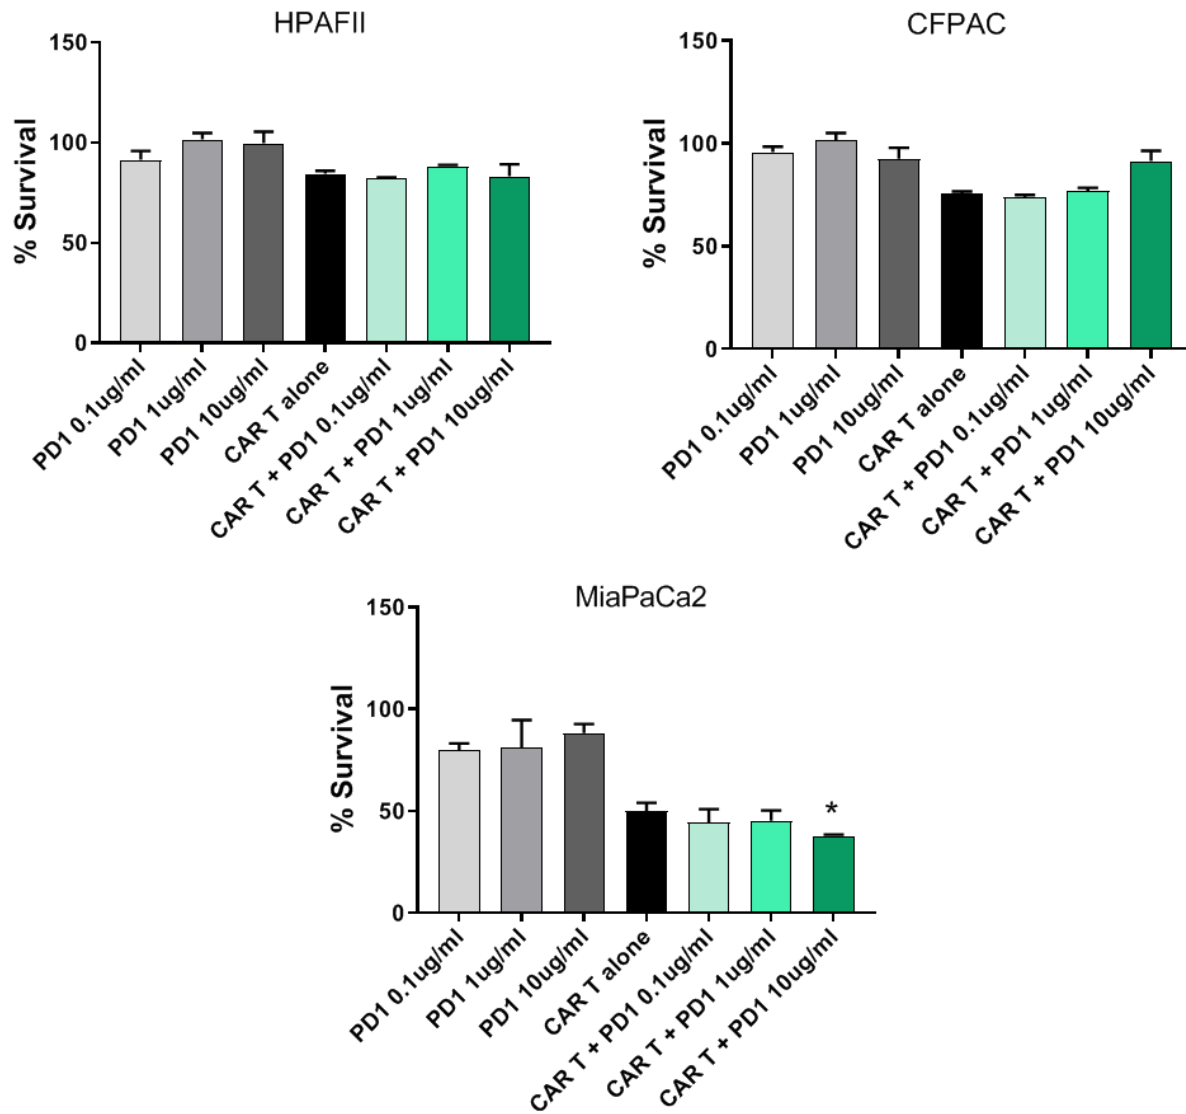 HPAFII
% Survival
150
100
50
0
PD1 0.1ug/ml
PD1 1ug/ml
PD1 10ug/ml
CAR T alone
CAR T + PD1 0.1ug/ml
CAR T + PD1 1ug/ml
CAR T + PD1 10ug/ml
CFPAC
% Survival
150
100
50
0
PD1 0.1ug/ml
PD1 1ug/ml
PD1 10ug/ml
CAR T alone
CAR T + PD1 0.1ug/ml
CAR T + PD1 1ug/ml
CAR T + PD1 10ug/ml
MiaPaCa2
% Survival
150
100
50
0
*
PD1 0.1ug/ml
PD1 1ug/ml
PD1 10ug/ml
CAR T alone
CAR T + PD1 0.1ug/ml
CAR T + PD1 1ug/ml
CAR T + PD1 10ug/ml